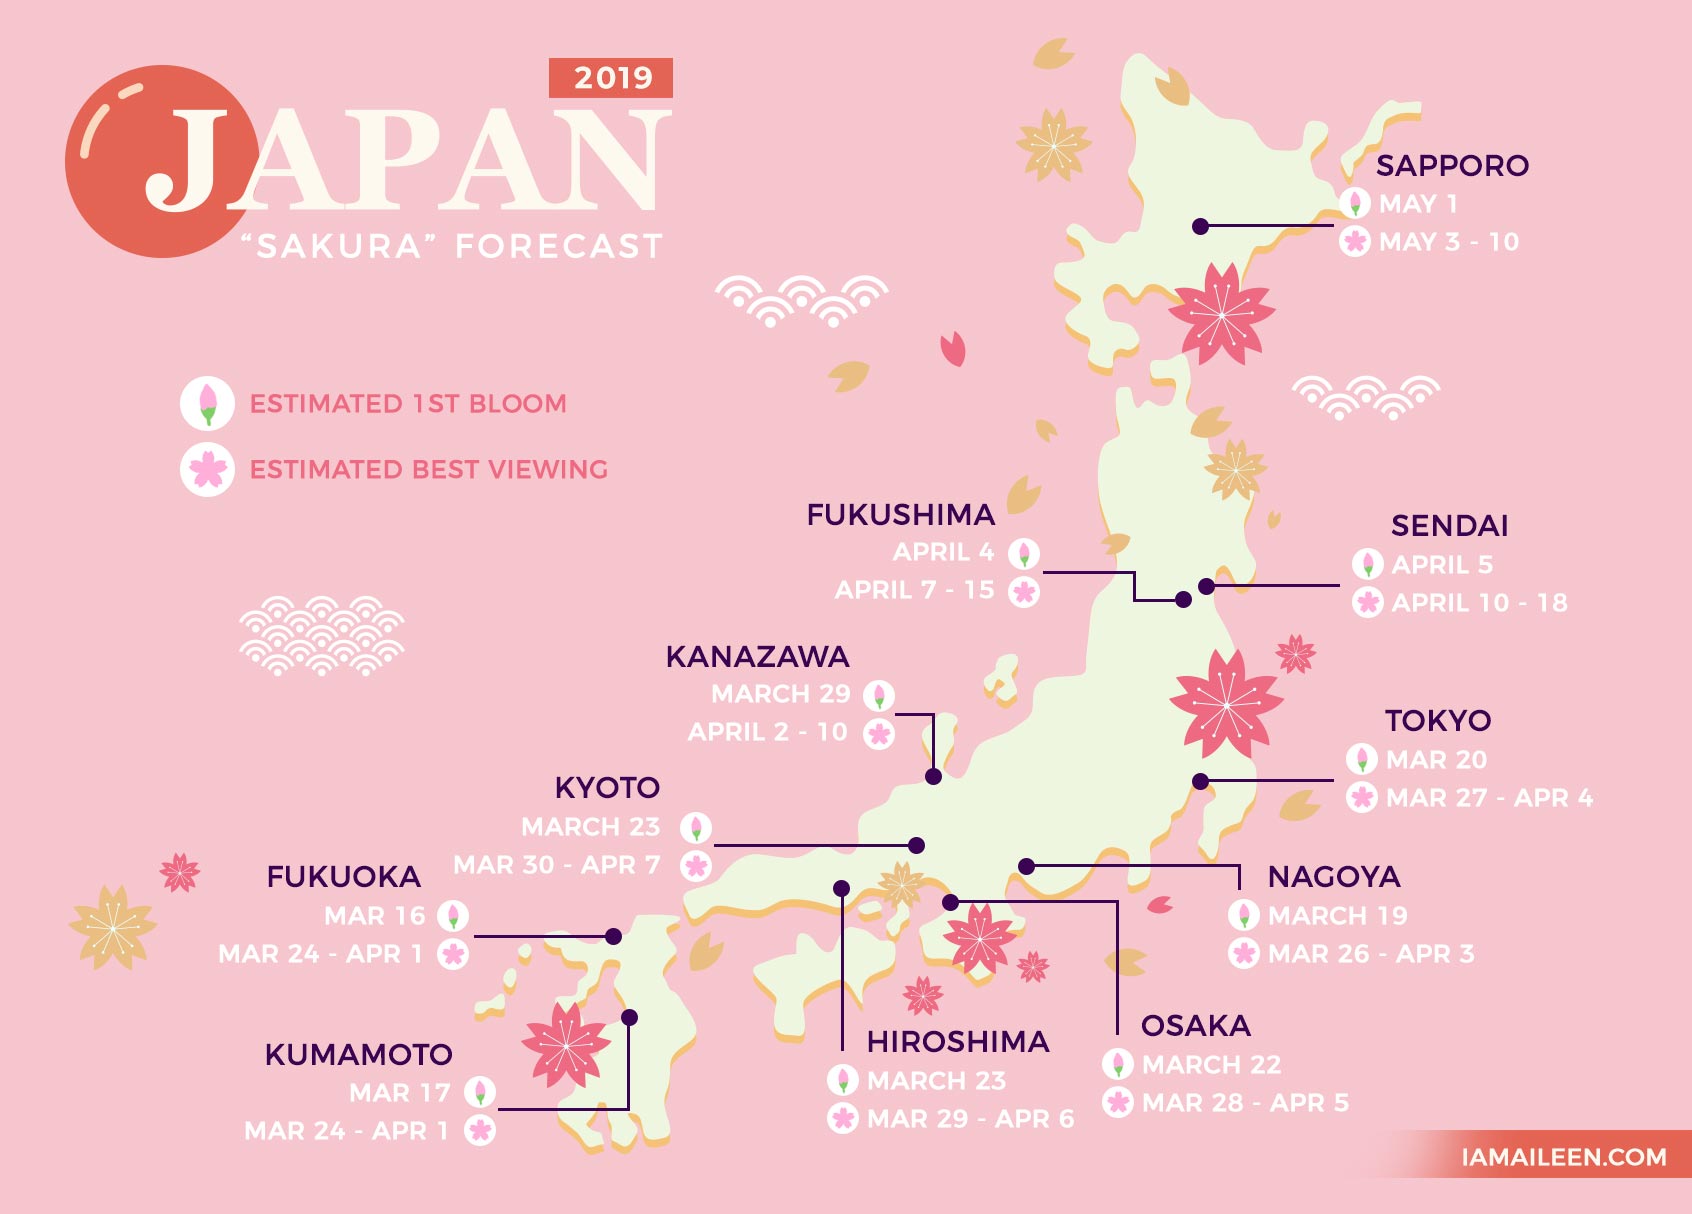 2019
JAPAN
“SAKURA” FORECAST
ESTIMATED 1ST BLOOM
ESTIMATED BEST VIEWING
SAPPORO
MAY 1
MAY 3 - 10
FUKUSHIMA
APRIL 4
APRIL 7 - 15
SENDAI
APRIL 5
APRIL 10 - 18
KANAZAWA
MARCH 29
APRIL 2 - 10
TOKYO
MAR 20
MAR 27 - APR 4
KYOTO
MARCH 23
MAR 30 - APR 7
FUKUOKA
MAR 16
MAR 24 - APR 1
NAGOYA
MARCH 19
MAR 26 - APR 3
KUMAMOTO
MAR 17
MAR 24 - APR 1
HIROSHIMA
MARCH 23
MAR 29 - APR 6
OSAKA
MARCH 22
MAR 28 - APR 5
IAMAILEEN.COM